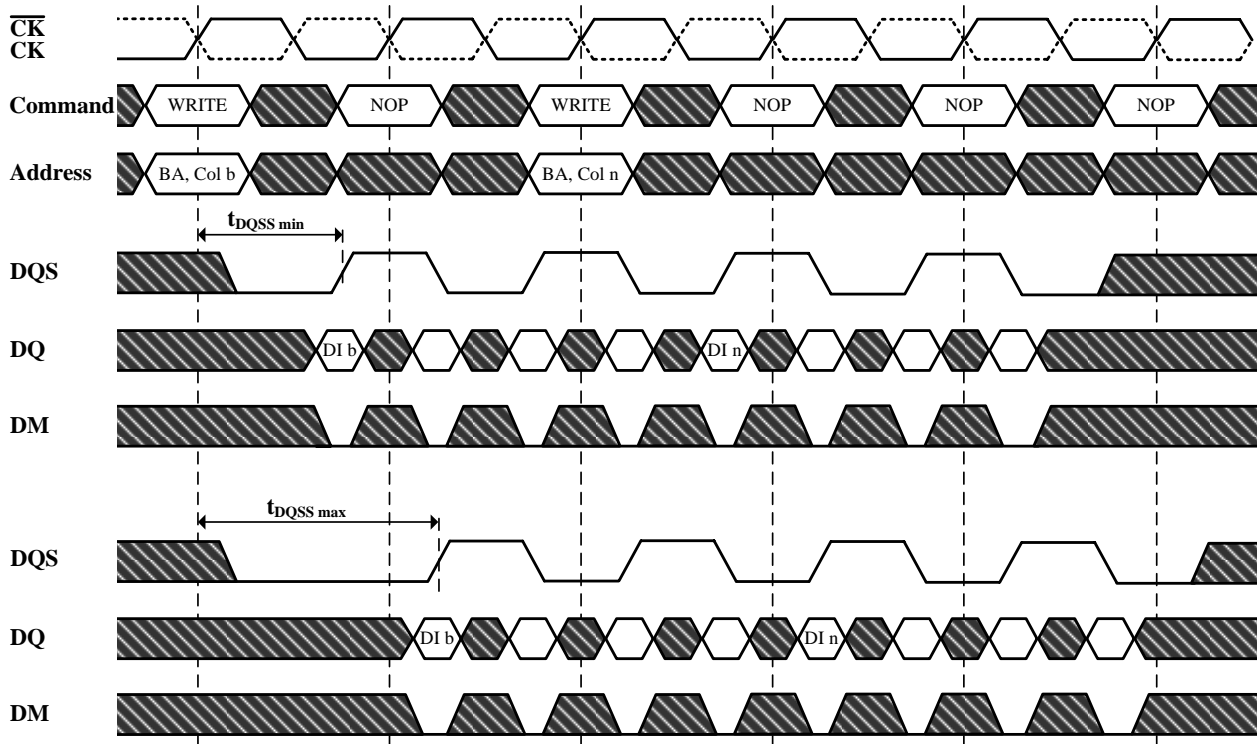 C̅K̅
CK
Command WRITE NOP WRITE NOP NOP NOP
Address BA, Col b BA, Col n
tDQSS min
DQS
DQ DI b DI n
DM
tDQSS max
DQS
DQ DI b DI n
DM